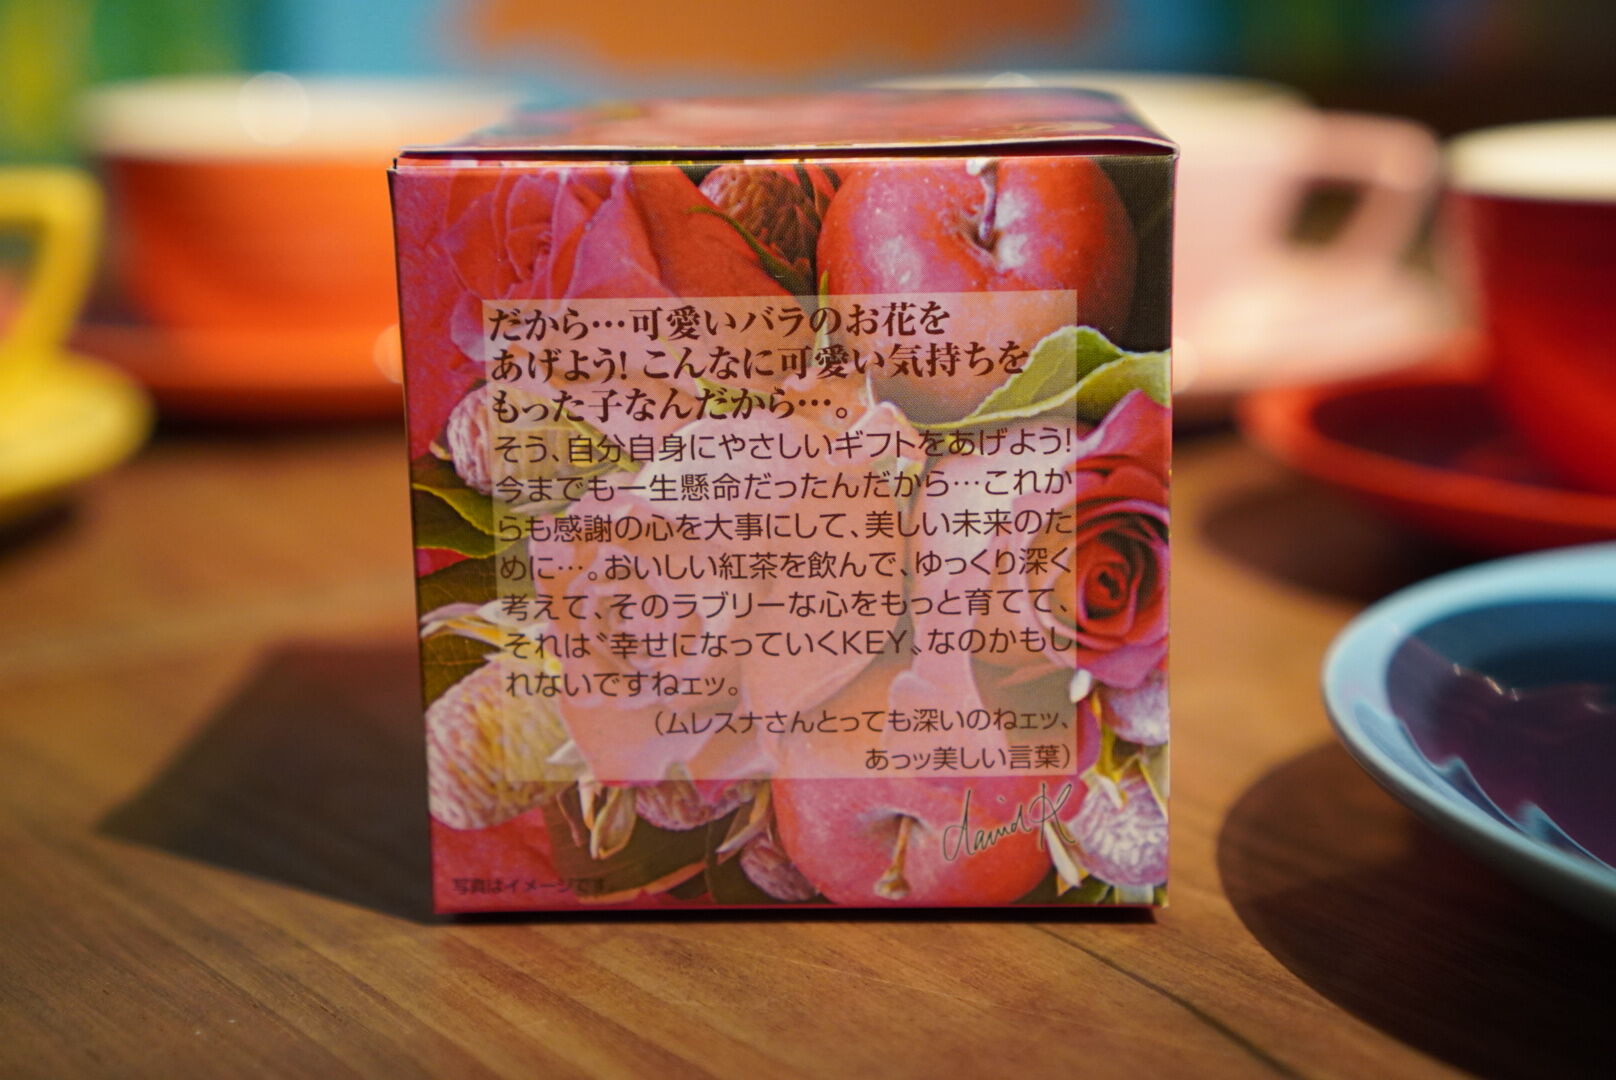 だから…可愛いバラのお花を
あげよう! こんなに可愛い気持ちを
もった子なんだから…。
そう、自分自身にやさしいギフトをあげよう!
今までも一生懸命だったんだから…これか
らも感謝の心を大事にして、美しい未来のた
めに…。おいしい紅茶を飲んで、ゆっくり深く
考えて、そのラブリーな心をもっと育てて、
それは〝幸せになっていくKEY〟なのかもし
れないですねェッ。
(ムレスナさんとっても深いのねェッ、
あっッ美しい言葉)
david K
写真はイメージです。